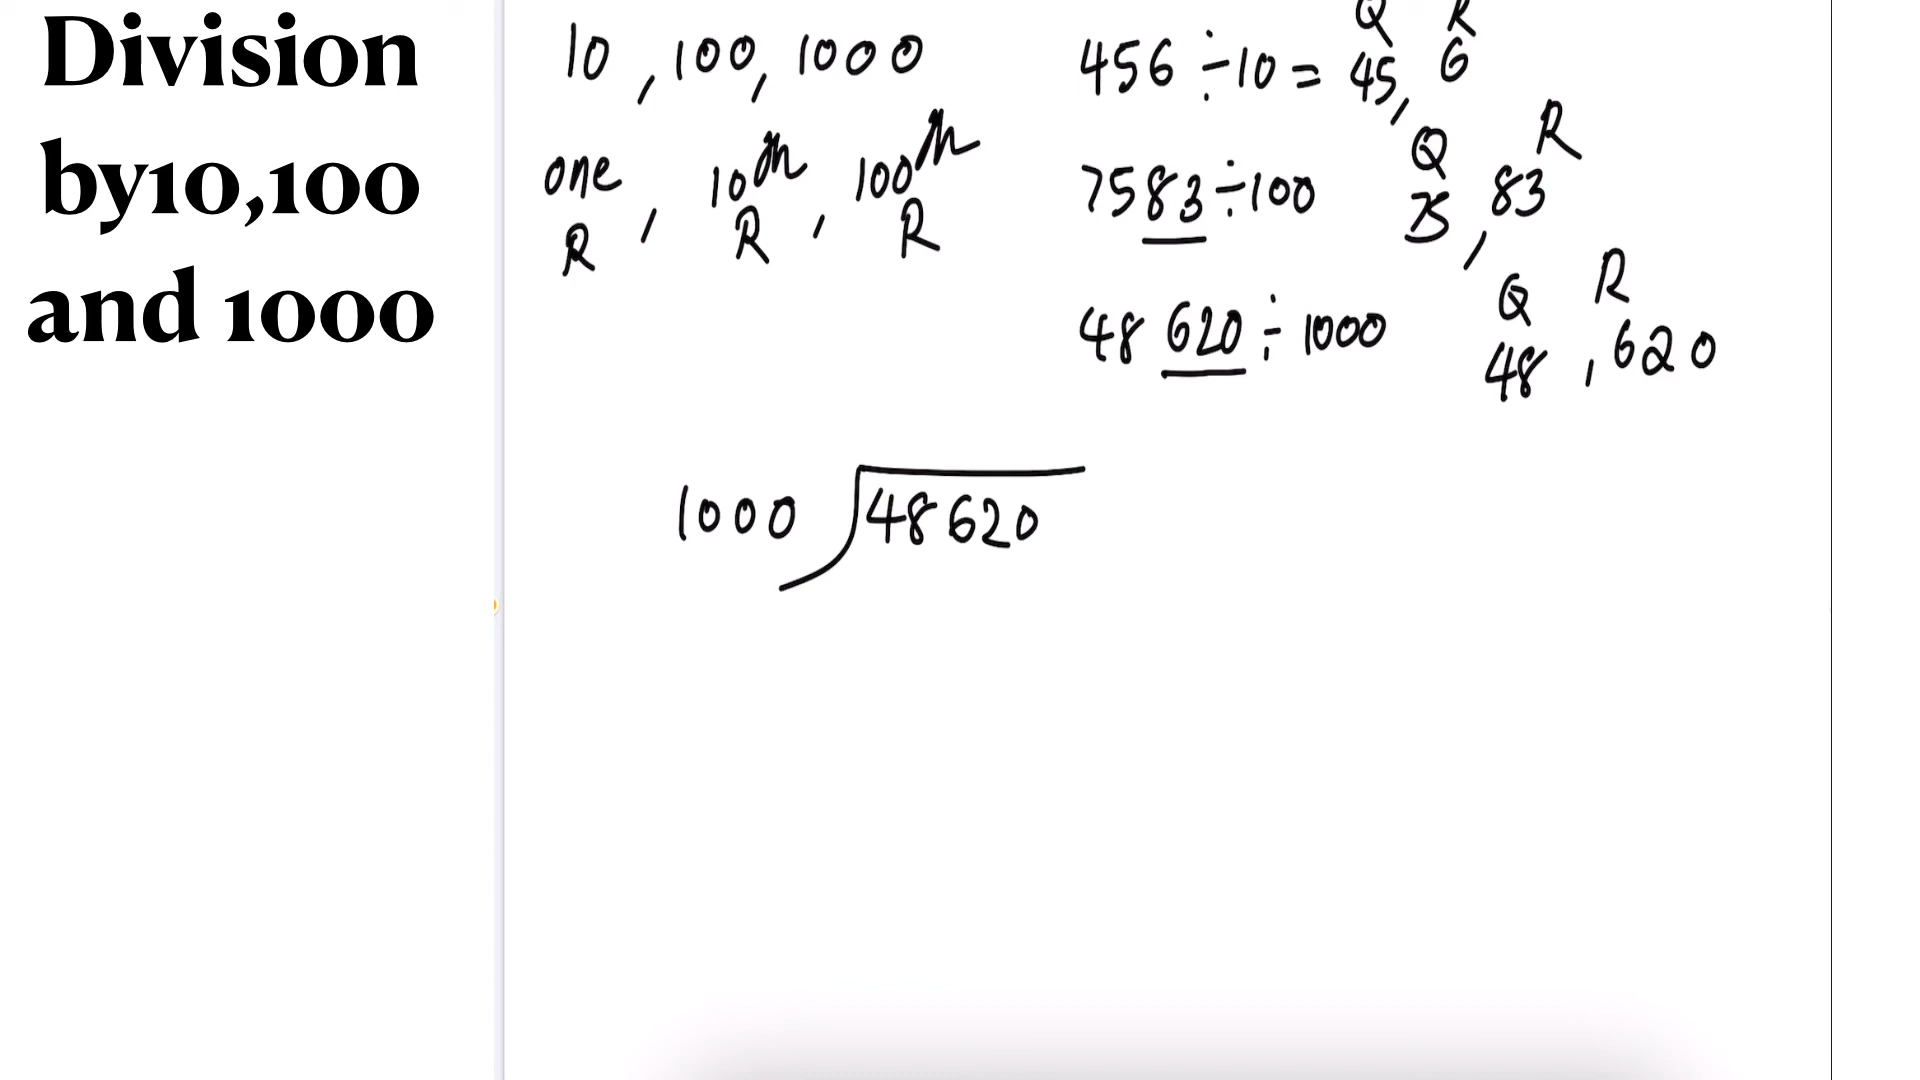 Division
by10,100
and 1000
10 , 100, 1000
one , 10th , 100th
R R R
Q R
456 ÷ 10 = 45, 6
Q R
7583 ÷ 100 75 , 83
Q R
48 620 ÷ 1000 48 , 620
1000 48620